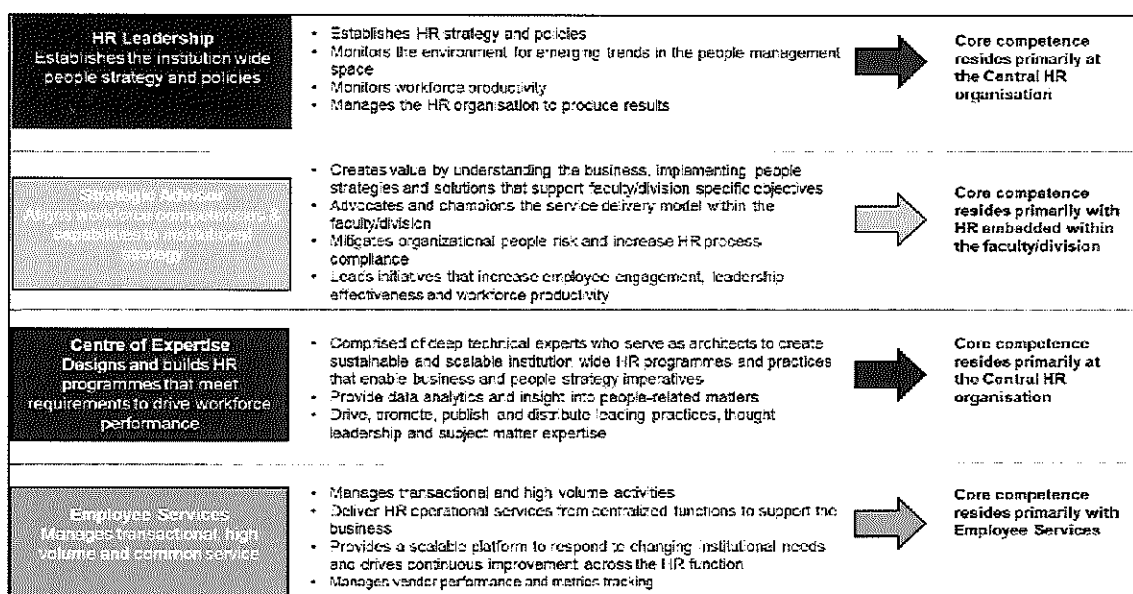 HR Leadership
Establishes the institution wide
people strategy and policies
• Establishes HR strategy and policies
• Monitors the environment for emerging trends in the people management
space
• Monitors workforce productivity
• Manages the HR organisation to produce results
Core competence
resides primarily at
the Central HR
organisation
strategy
• Creates value by understanding the business, implementing people
strategies and solutions that support faculty/division specific objectives
• Advocates and champions the service delivery model within the
faculty/division
• Mitigates organizational people risk and increase HR process
compliance
• Leads initiatives that increase employee engagement, leadership
effectiveness and workforce productivity
Core competence
resides primarily with
HR embedded within
the faculty/division
Centre of Expertise
Designs and builds HR
programmes that meet
requirements to drive workforce
performance
• Comprised of deep technical experts who serve as architects to create
sustainable and scalable institution wide HR programmes and practices
that enable business and people strategy imperatives
• Provide data analytics and insight into people-related matters
• Drive, promote, publish and distribute leading practices, thought
leadership and subject matter expertise
Core competence
resides primarily at
the Central HR
organisation
Employee Services
Manages transactional, high
volume and common service
• Manages transactional and high volume activities
• Deliver HR operational services from centralized functions to support the
business
• Provides a scalable platform to respond to changing institutional needs
and drives continuous improvement across the HR function
• Manages vendor performance and metrics tracking
Core competence
resides primarily with
Employee Services